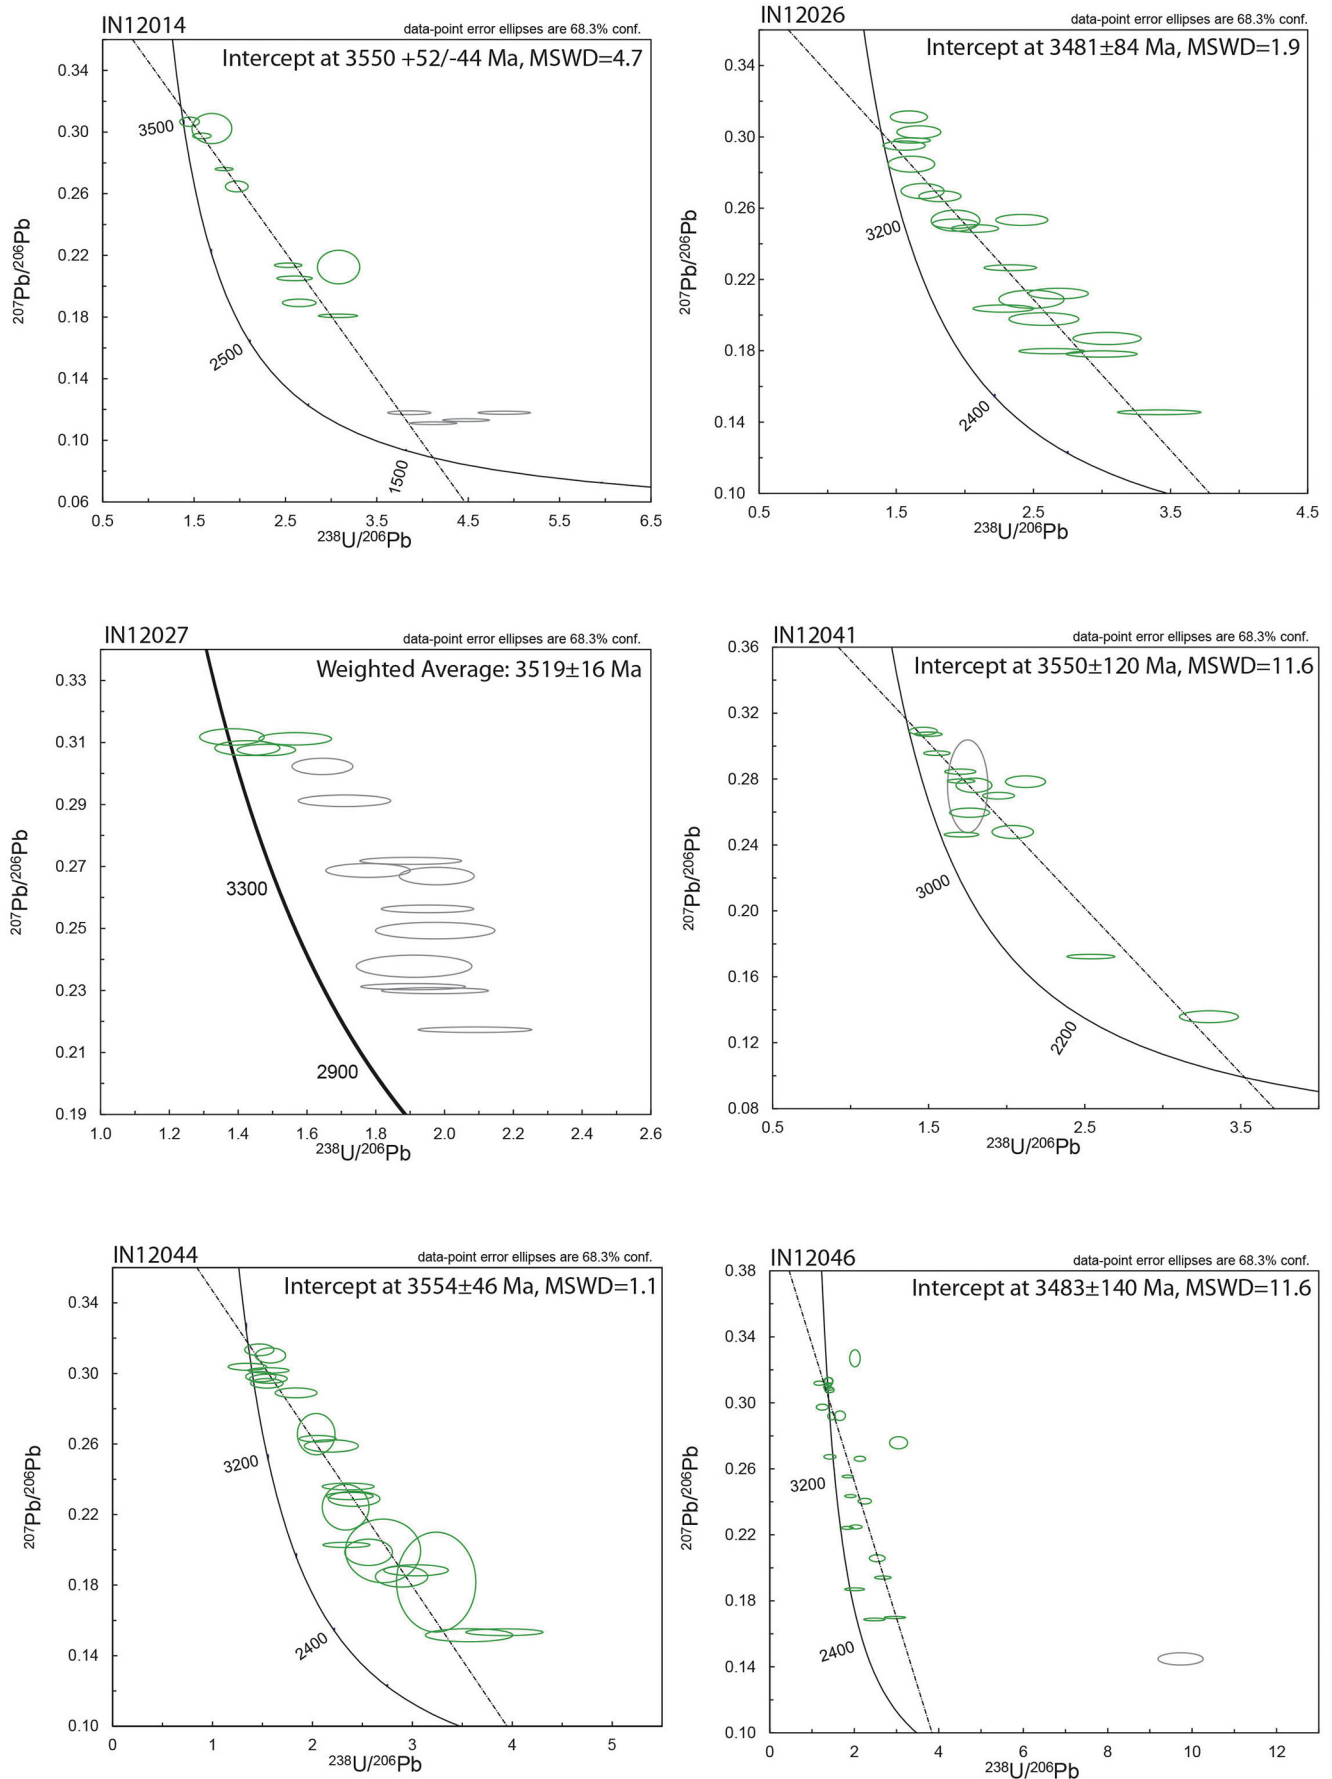 IN12014
data-point error ellipses are 68.3% conf.
Intercept at 3550 +52/-44 Ma, MSWD=4.7
0.34
0.30
0.26
0.22
0.18
0.14
0.10
0.06
207Pb/206Pb
3500
2500
1500
0.5 1.5 2.5 3.5 4.5 5.5 6.5
238U/206Pb
IN12026
data-point error ellipses are 68.3% conf.
Intercept at 3481±84 Ma, MSWD=1.9
0.34
0.30
0.26
0.22
0.18
0.14
0.10
207Pb/206Pb
3200
2400
0.5 1.5 2.5 3.5 4.5
238U/206Pb
IN12027
data-point error ellipses are 68.3% conf.
Weighted Average: 3519±16 Ma
0.33
0.31
0.29
0.27
0.25
0.23
0.21
0.19
207Pb/206Pb
3300
2900
1.0 1.2 1.4 1.6 1.8 2.0 2.2 2.4 2.6
238U/206Pb
IN12041
data-point error ellipses are 68.3% conf.
Intercept at 3550±120 Ma, MSWD=11.6
0.36
0.32
0.28
0.24
0.20
0.16
0.12
0.08
207Pb/206Pb
3000
2200
0.5 1.5 2.5 3.5
238U/206Pb
IN12044
data-point error ellipses are 68.3% conf.
Intercept at 3554±46 Ma, MSWD=1.1
0.34
0.30
0.26
0.22
0.18
0.14
0.10
207Pb/206Pb
3200
2400
0 1 2 3 4 5
238U/206Pb
IN12046
data-point error ellipses are 68.3% conf.
Intercept at 3483±140 Ma, MSWD=11.6
0.38
0.34
0.30
0.26
0.22
0.18
0.14
0.10
207Pb/206Pb
3200
2400
0 2 4 6 8 10 12
238U/206Pb